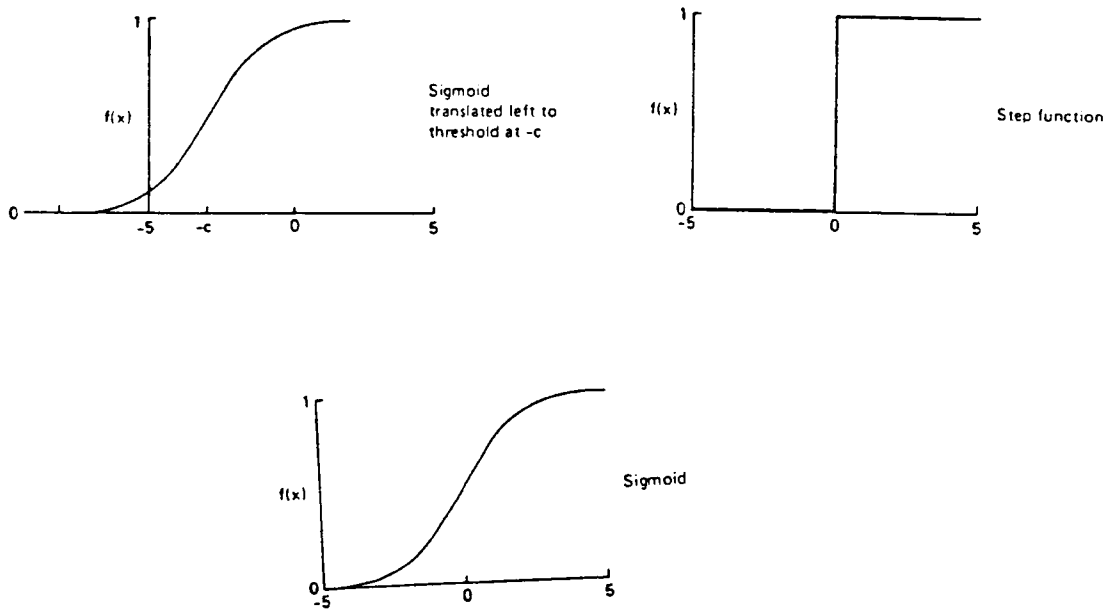 1
f(x)
0
-5
-c
0
5
Sigmoid
translated left to
threshold at -c
1
f(x)
0
-5
0
5
Step function
1
f(x)
0
-5
0
5
Sigmoid